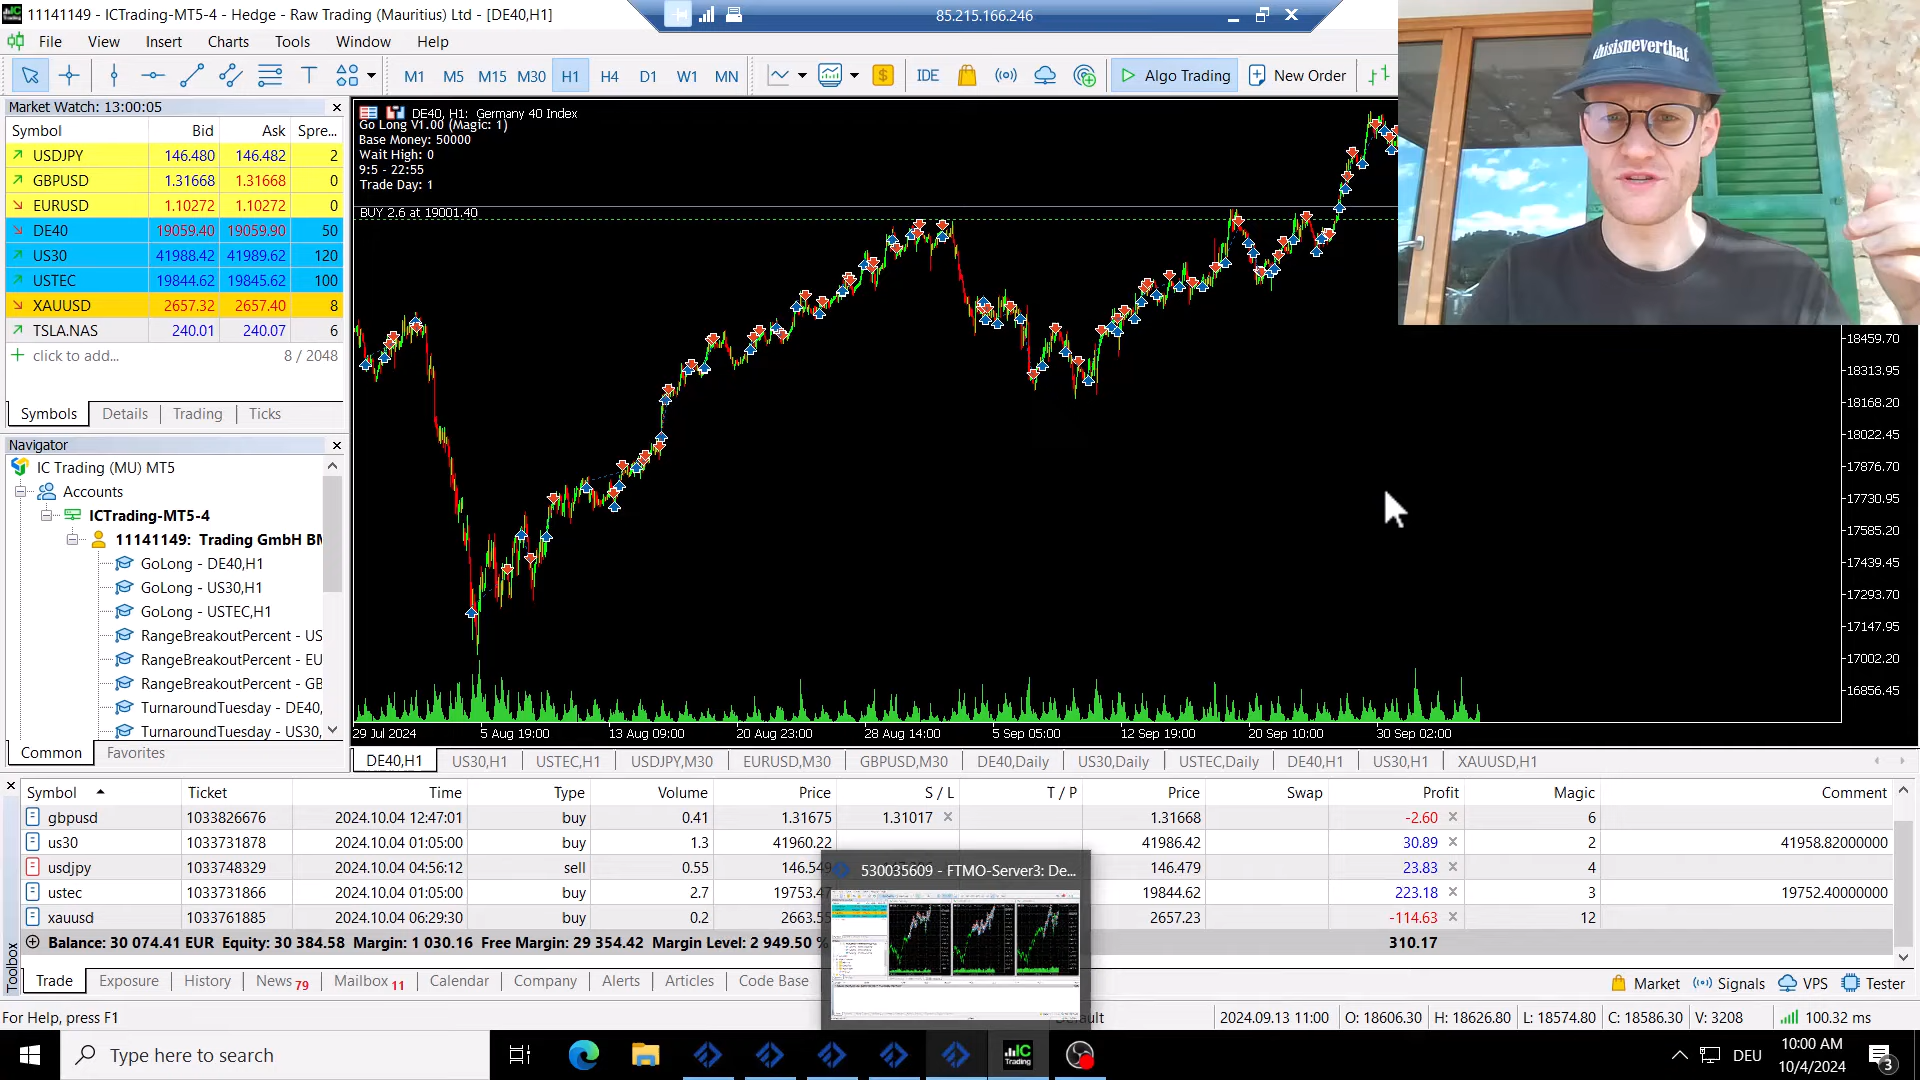 11141149 - ICTrading-MT5-4 - Hedge - Raw Trading (Mauritius) Ltd - [DE40,H1]
85.215.166.246
thisisneverthat
File View Insert Charts Tools Window Help
M1 M5 M15 M30 H1 H4 D1 W1 MN IDE Algo Trading New Order
Market Watch: 13:00:05
Symbol Bid Ask Spre...
USDJPY 146.480 146.482 2
GBPUSD 1.31668 1.31668 0
EURUSD 1.10272 1.10272 0
DE40 19059.40 19059.90 50
US30 41988.42 41989.62 120
USTEC 19844.62 19845.62 100
XAUUSD 2657.32 2657.40 8
TSLA.NAS 240.01 240.07 6
click to add... 8 / 2048
Symbols Details Trading Ticks
Navigator
IC Trading (MU) MT5
Accounts
ICTrading-MT5-4
11141149: Trading GmbH BM
GoLong - DE40,H1
GoLong - US30,H1
GoLong - USTEC,H1
RangeBreakoutPercent - US
RangeBreakoutPercent - EU
RangeBreakoutPercent - GB
TurnaroundTuesday - DE40,
TurnaroundTuesday - US30,
Common Favorites
DE40, H1: Germany 40 Index
Go Long V1.00 (Magic: 1)
Base Money: 50000
Wait High: 0
9:5 - 22:55
Trade Day: 1
BUY 2.6 at 19001.40
18459.70
18313.95
18168.20
18022.45
17876.70
17730.95
17585.20
17439.45
17293.70
17147.95
17002.20
16856.45
29 Jul 2024 5 Aug 19:00 13 Aug 09:00 20 Aug 23:00 28 Aug 14:00 5 Sep 05:00 12 Sep 19:00 20 Sep 10:00 30 Sep 02:00
DE40,H1 US30,H1 USTEC,H1 USDJPY,M30 EURUSD,M30 GBPUSD,M30 DE40,Daily US30,Daily USTEC,Daily DE40,H1 US30,H1 XAUUSD,H1
Symbol Ticket Time Type Volume Price S / L T / P Price Swap Profit Magic Comment
gbpusd 1033826676 2024.10.04 12:47:01 buy 0.41 1.31675 1.31017 1.31668 -2.60 6
us30 1033731878 2024.10.04 01:05:00 buy 1.3 41960.22 41986.42 30.89 2 41958.82000000
usdjpy 1033748329 2024.10.04 04:56:12 sell 0.55 146.549 146.479 23.83 4
ustec 1033731866 2024.10.04 01:05:00 buy 2.7 19753.47 19844.62 223.18 3 19752.40000000
xauusd 1033761885 2024.10.04 06:29:30 buy 0.2 2663.55 2657.23 -114.63 12
Balance: 30 074.41 EUR Equity: 30 384.58 Margin: 1 030.16 Free Margin: 29 354.42 Margin Level: 2 949.50 % 310.17
530035609 - FTMO-Server3: De...
Toolbox
Trade Exposure History News 79 Mailbox 11 Calendar Company Alerts Articles Code Base
Market Signals VPS Tester
For Help, press F1
Default
2024.09.13 11:00 O: 18606.30 H: 18626.80 L: 18574.80 C: 18586.30 V: 3208 100.32 ms
Type here to search
IC
Trading
DEU
10:00 AM
10/4/2024
3